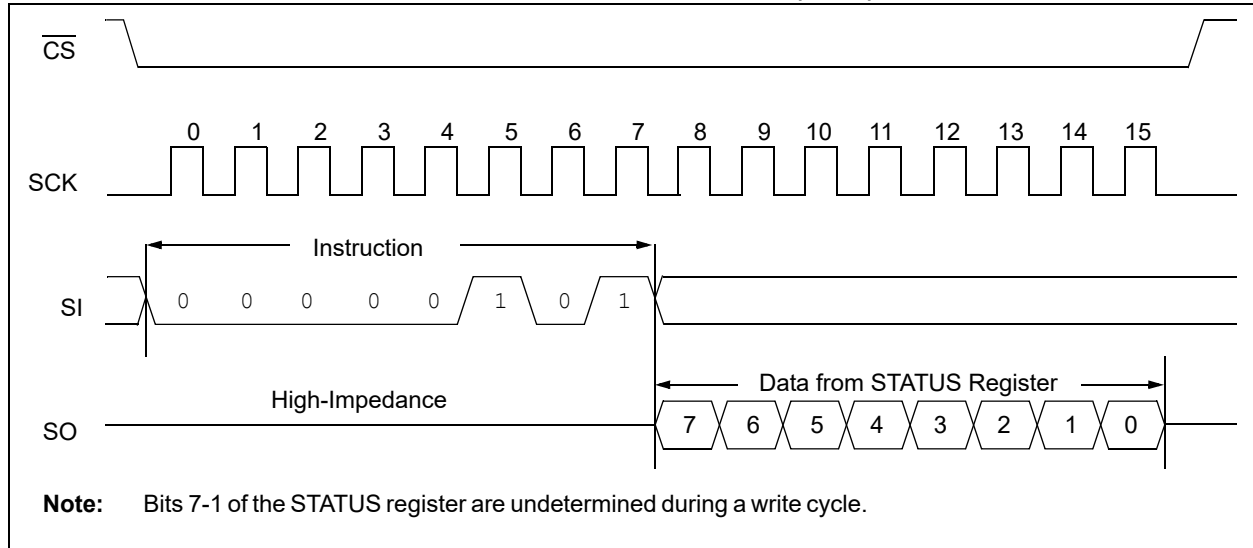 CS
0 1 2 3 4 5 6 7 8 9 10 11 12 13 14 15
SCK
Instruction
SI 0 0 0 0 0 1 0 1
Data from STATUS Register
High-Impedance
SO 7 6 5 4 3 2 1 0
Note: Bits 7-1 of the STATUS register are undetermined during a write cycle.